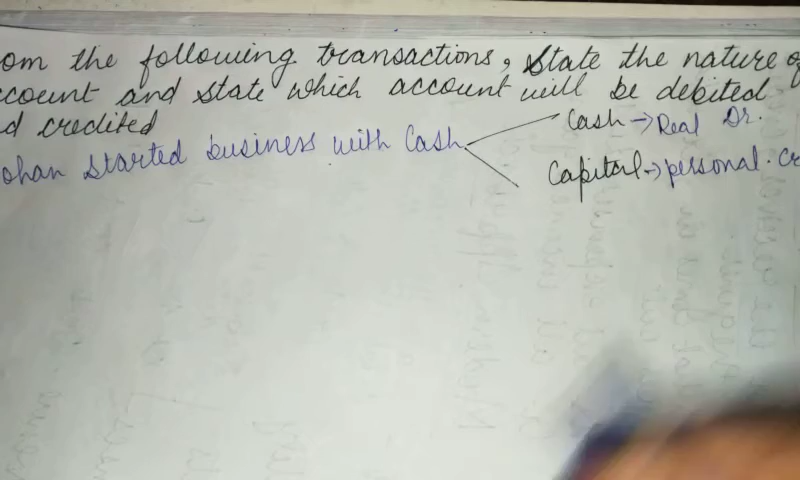 om the following transactions, State the nature of
ccount and state which account will be debited
d credited
Cash → Real Dr.
ohan started business with Cash
Capital → personal. Cr